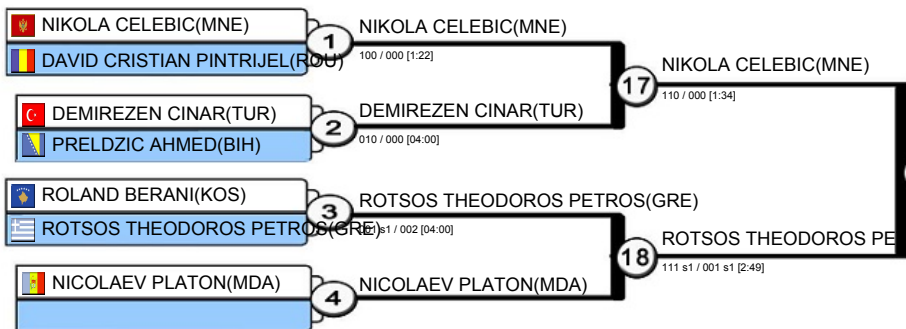 NIKOLA CELEBIC(MNE)
DAVID CRISTIAN PINTRIJEL(ROU)
1
NIKOLA CELEBIC(MNE)
100 / 000 [1:22]
DEMIREZEN CINAR(TUR)
PRELDZIC AHMED(BIH)
2
DEMIREZEN CINAR(TUR)
010 / 000 [04:00]
17
NIKOLA CELEBIC(MNE)
110 / 000 [1:34]
ROLAND BERANI(KOS)
ROTSOS THEODOROS PETROS(GRE)
3
ROTSOS THEODOROS PETROS(GRE)
001 s1 / 002 [04:00]
NICOLAEV PLATON(MDA)
4
NICOLAEV PLATON(MDA)
18
ROTSOS THEODOROS PE
111 s1 / 001 s1 [2:49]